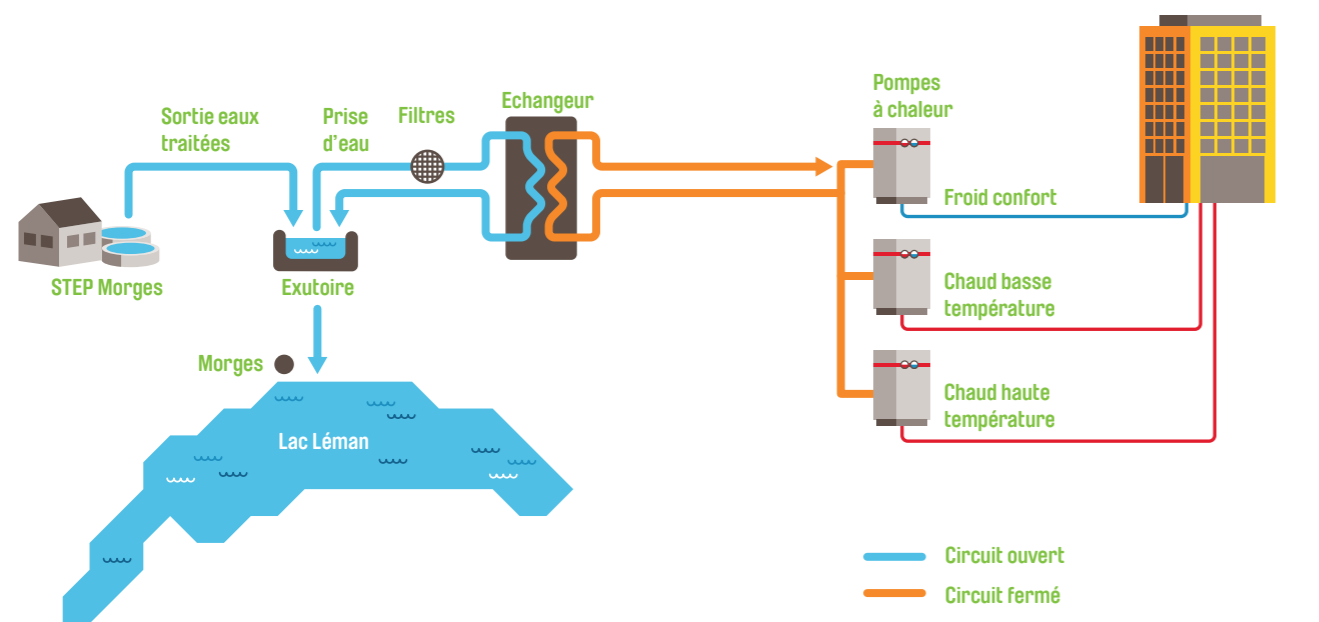 Sortie eaux
traitées
Prise
d'eau
Filtres
Echangeur
Pompes
à chaleur
Froid confort
STEP Morges
Exutoire
Chaud basse
température
Morges
Chaud haute
température
Lac Léman
Circuit ouvert
Circuit fermé